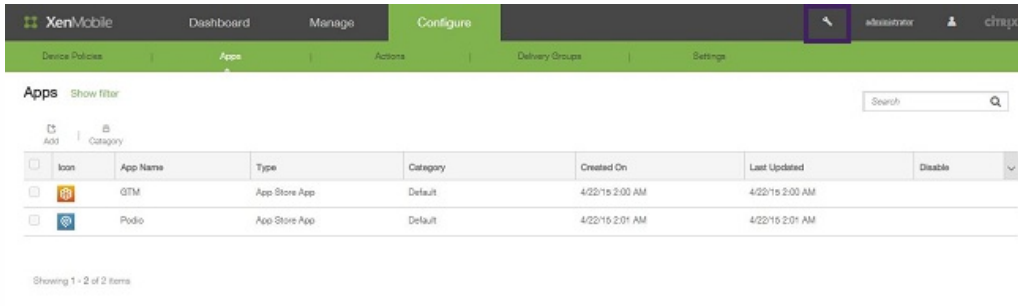 XenMobile Dashboard Manage Configure administrator CITRIX
Device Policies Apps Actions Delivery Groups Settings
Apps Show filter
Search
Add Category
Icon App Name Type Category Created On Last Updated Disable
GTM App Store App Default 4/22/15 2:00 AM 4/22/15 2:00 AM
Podio App Store App Default 4/22/15 2:01 AM 4/22/15 2:01 AM
Showing 1 - 2 of 2 items